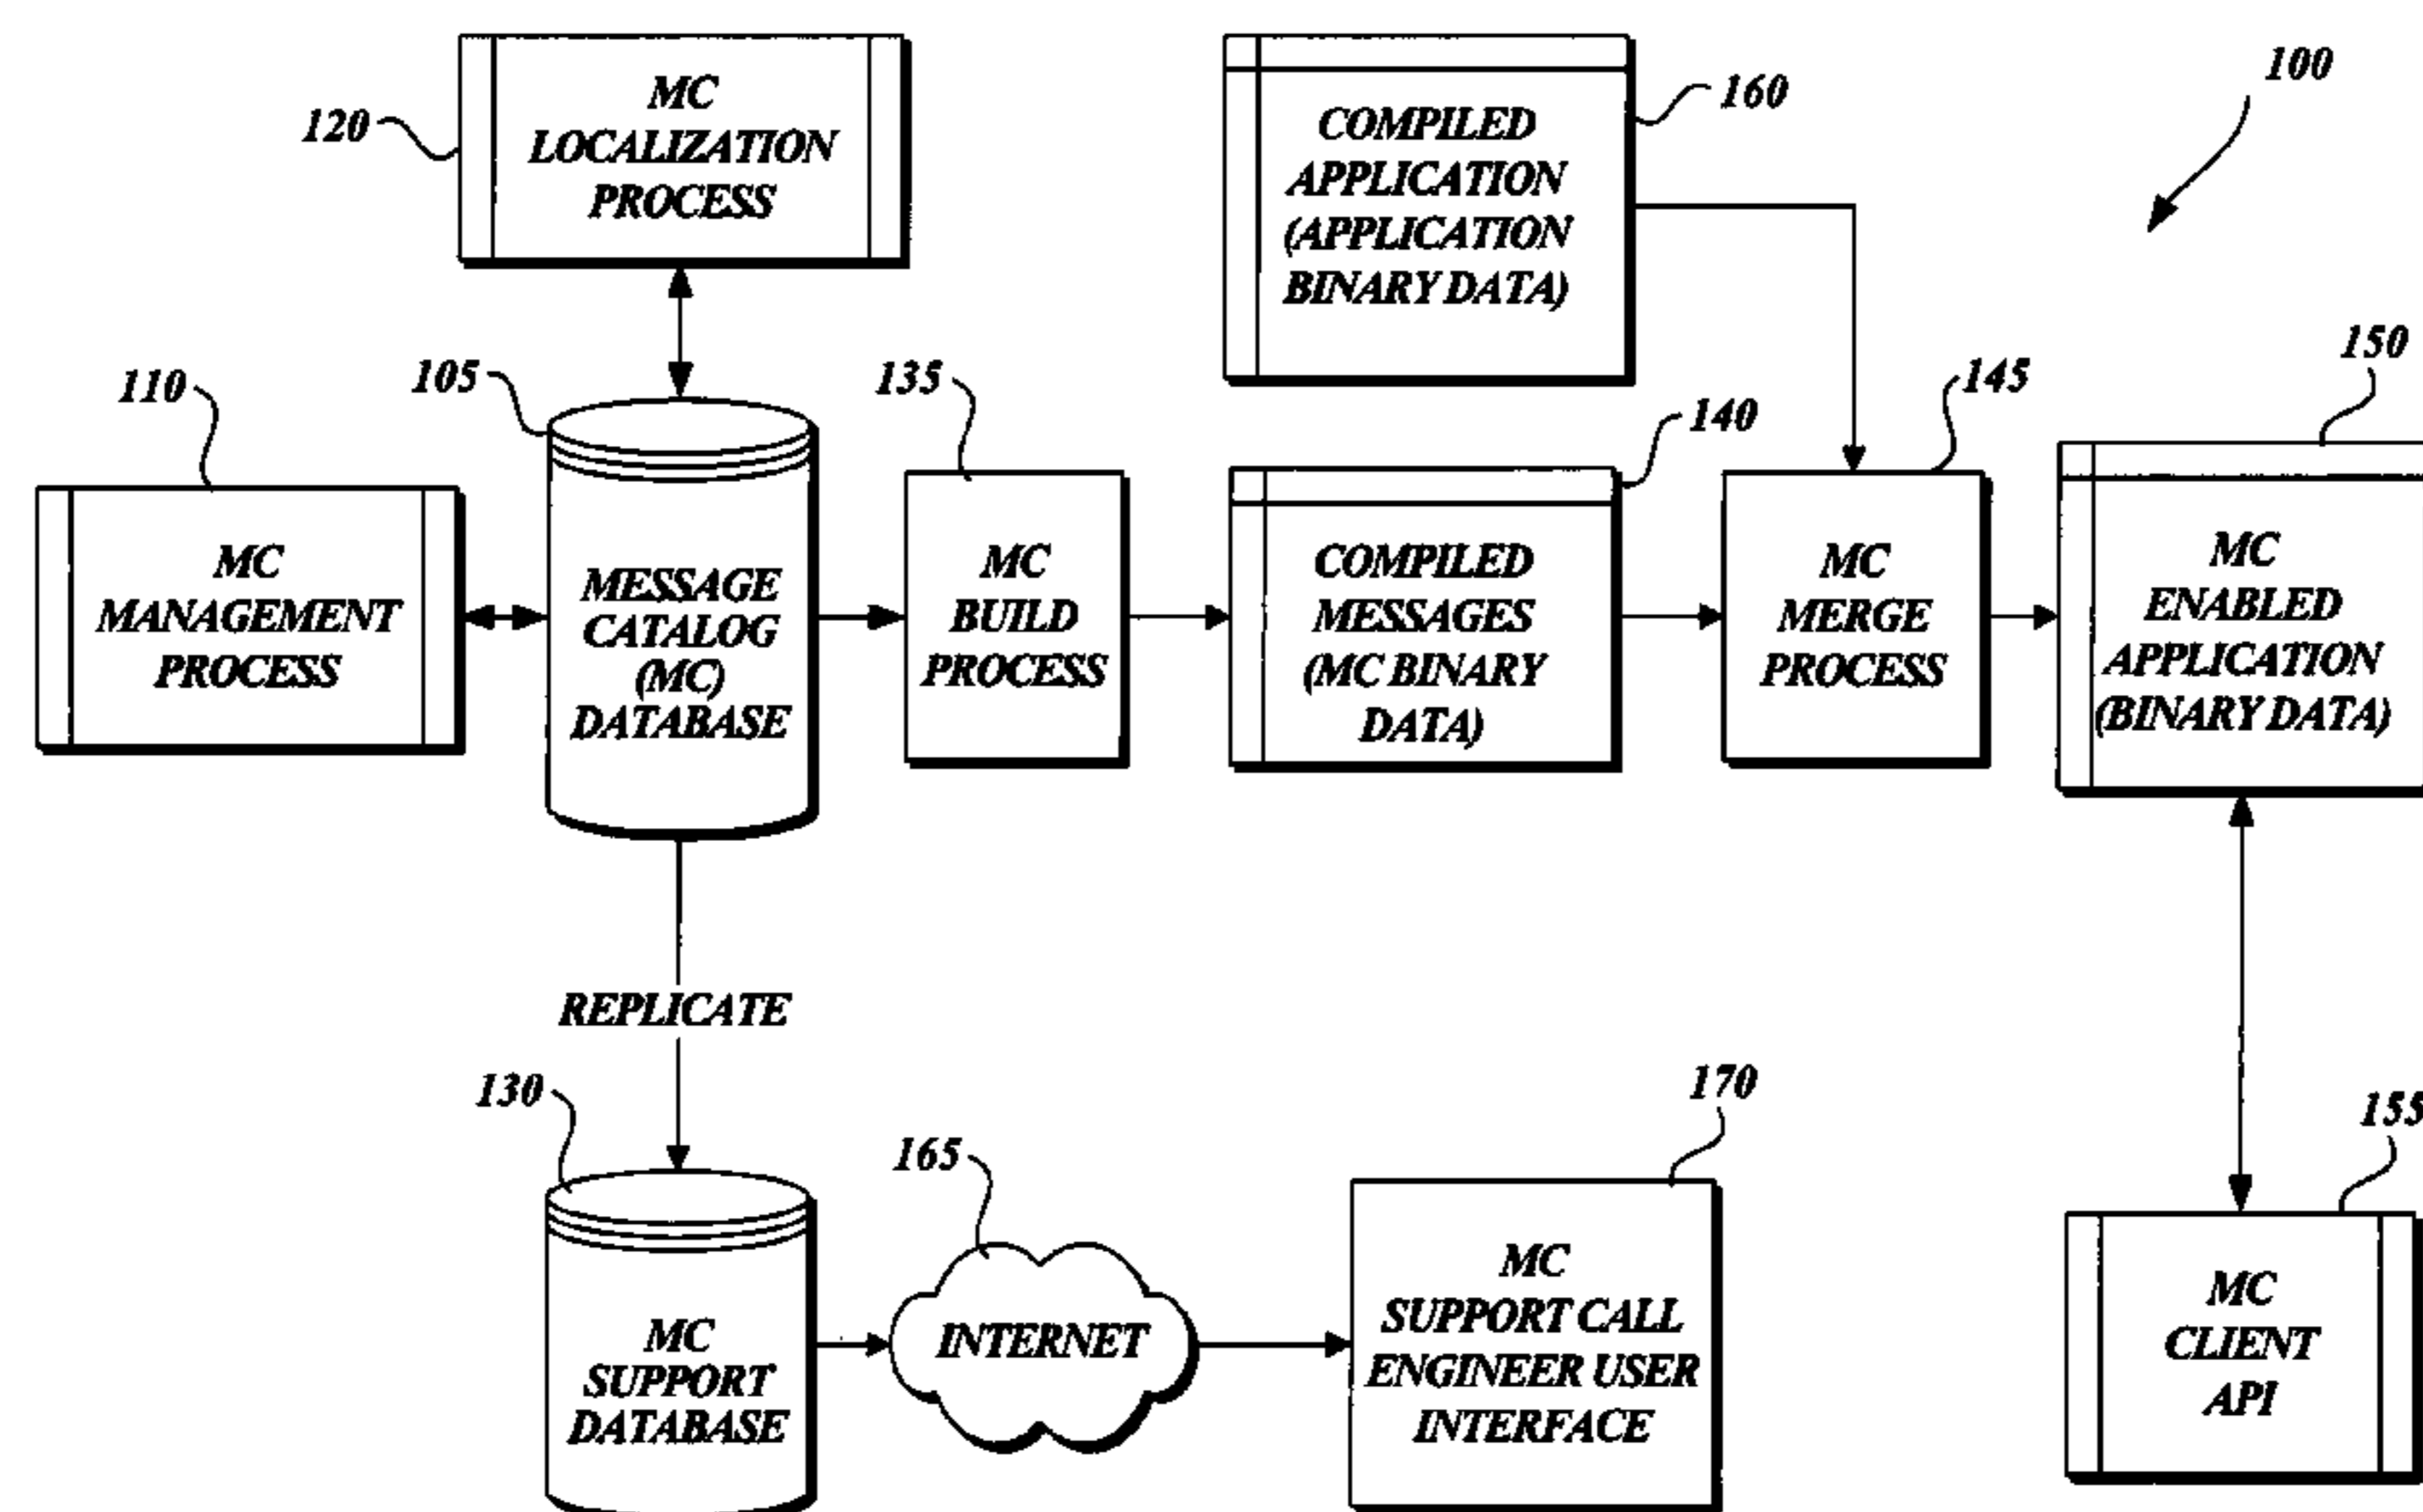 100
120
MC
LOCALIZATION
PROCESS
160
COMPILED
APPLICATION
(APPLICATION
BINARY DATA)
110
MC
MANAGEMENT
PROCESS
105
MESSAGE
CATALOG
(MC)
DATABASE
135
MC
BUILD
PROCESS
140
COMPILED
MESSAGES
(MC BINARY
DATA)
145
MC
MERGE
PROCESS
150
MC
ENABLED
APPLICATION
(BINARY DATA)
REPLICATE
130
MC
SUPPORT
DATABASE
165
INTERNET
170
MC
SUPPORT CALL
ENGINEER USER
INTERFACE
155
MC
CLIENT
API